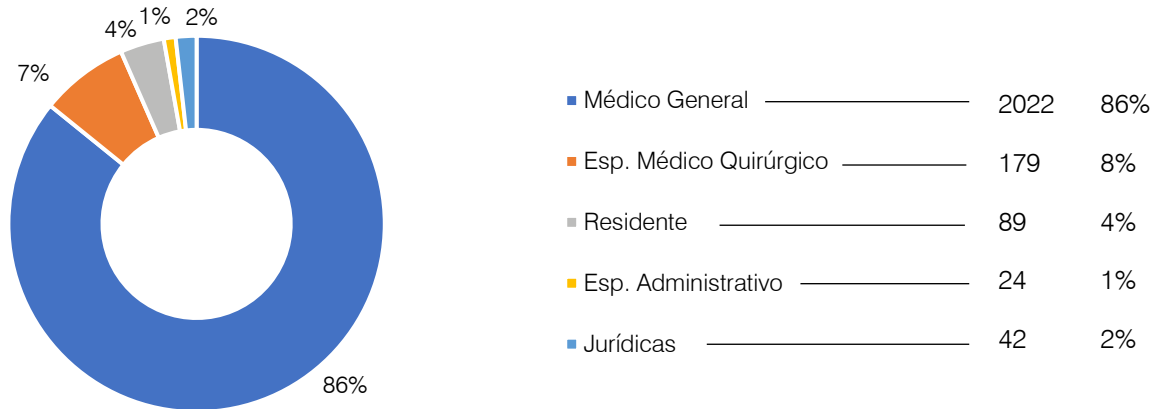 1%
2%
4%
7%
86%
Médico General 2022 86%
Esp. Médico Quirúrgico 179 8%
Residente 89 4%
Esp. Administrativo 24 1%
Jurídicas 42 2%